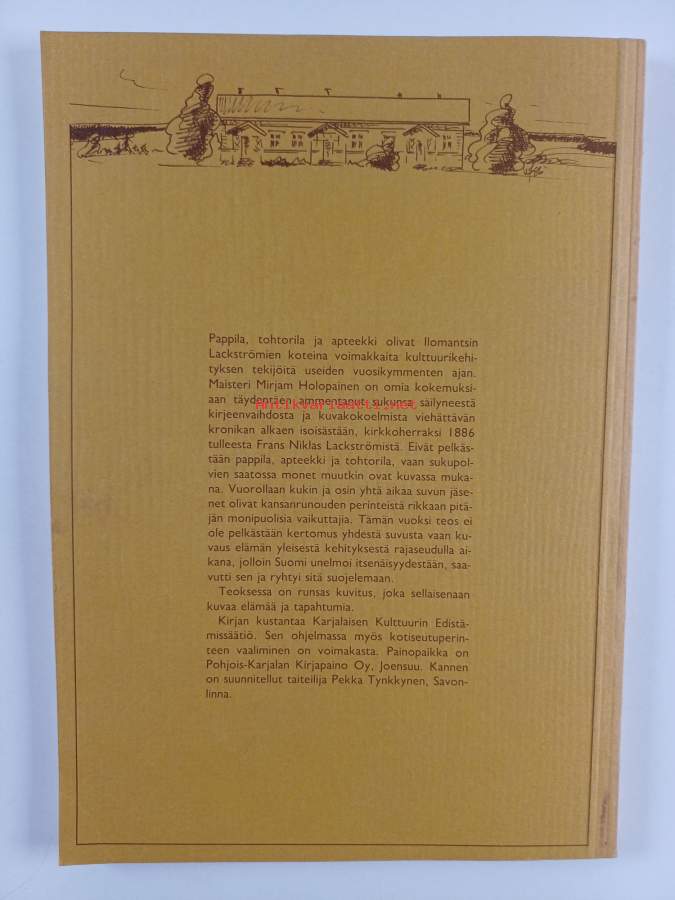 Pappila, tohtorila ja apteekki olivat Ilomantsin
Lackströmien koteina voimakkaita kulttuurikehi-
tyksen tekijöitä useiden vuosikymmenten ajan.
Maisteri Mirjam Holopainen on omia kokemuksi-
aan täydentäen ammentanut sukunsa säilyneestä
antikvariaatti.net
kirjeenvaihdosta ja kuvakokoelmista viehättävän
kronikan alkaen isoisästään, kirkkoherraksi 1886
tulleesta Frans Niklas Lackströmistä. Eivät pelkäs-
tään pappila, apteekki ja tohtorila, vaan sukupol-
vien saatossa monet muutkin ovat kuvassa muka-
na. Vuorollaan kukin ja osin yhtä aikaa suvun jäse-
net olivat kansanrunouden perinteistä rikkaan pitä-
jän monipuolisia vaikuttajia. Tämän vuoksi teos ei
ole pelkästään kertomus yhdestä suvusta vaan ku-
vaus elämän yleisestä kehityksestä rajaseudulla ai-
kana, jolloin Suomi unelmoi itsenäisyydestään, saa-
vutti sen ja ryhtyi sitä suojelemaan.
Teoksessa on runsas kuvitus, joka sellaisenaan
kuvaa elämää ja tapahtumia.
Kirjan kustantaa Karjalaisen Kulttuurin Edistä-
missäätiö. Sen ohjelmassa myös kotiseutuperin-
teen vaaliminen on voimakasta. Painopaikka on
Pohjois-Karjalan Kirjapaino Oy, Joensuu. Kannen
on suunnitellut taiteilija Pekka Tynkkynen, Savon-
linna.